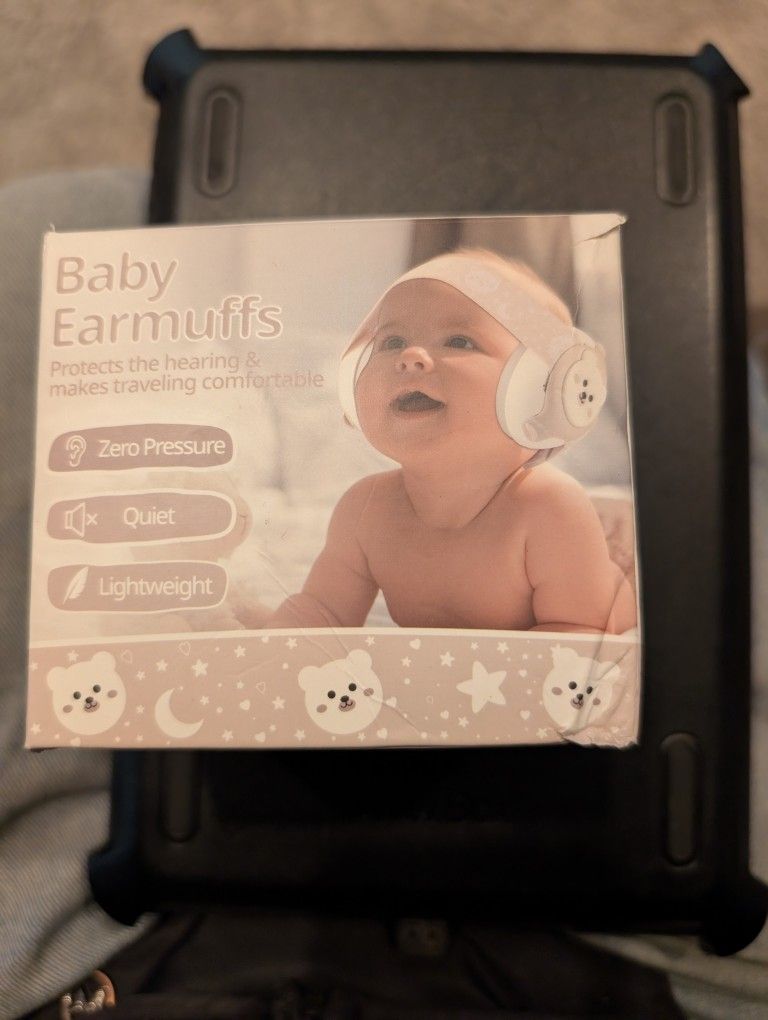 Baby
Earmuffs
Protects the hearing &
makes traveling comfortable
Zero Pressure
Quiet
Lightweight